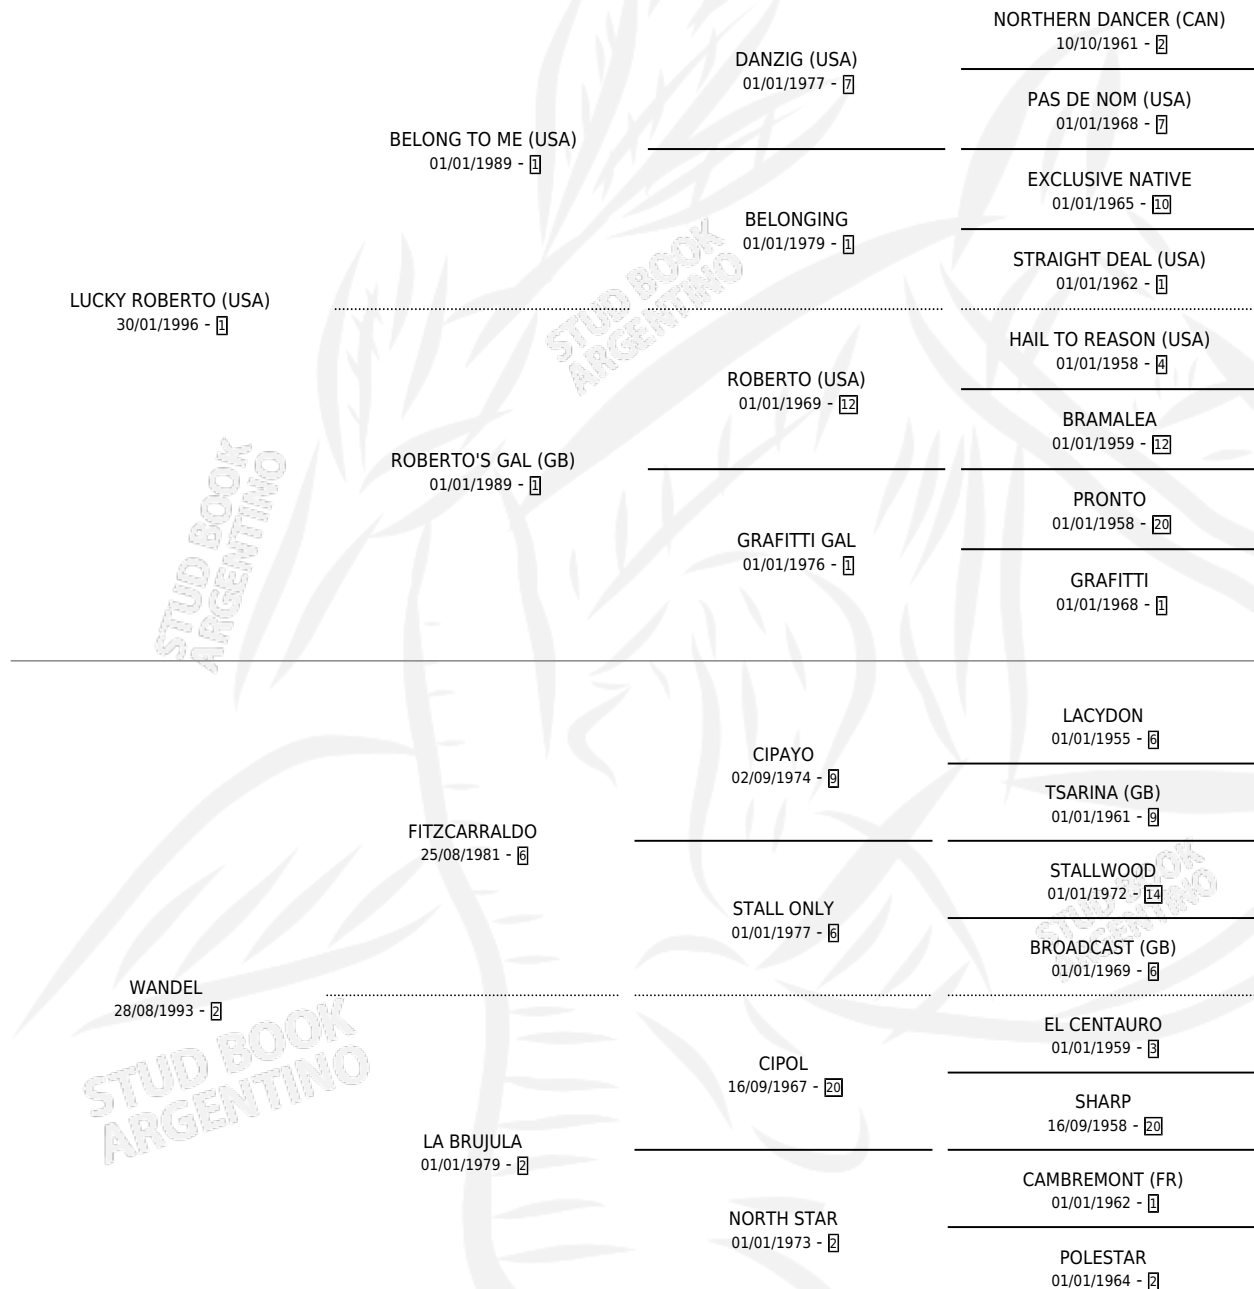 LUCKY ROBERTO (USA)
30/01/1996 - 1
BELONG TO ME (USA)
01/01/1989 - 1
DANZIG (USA)
01/01/1977 - 7
NORTHERN DANCER (CAN)
10/10/1961 - 2
PAS DE NOM (USA)
01/01/1968 - 7
BELONGING
01/01/1979 - 1
EXCLUSIVE NATIVE
01/01/1965 - 10
STRAIGHT DEAL (USA)
01/01/1962 - 1
ROBERTO'S GAL (GB)
01/01/1989 - 1
ROBERTO (USA)
01/01/1969 - 12
HAIL TO REASON (USA)
01/01/1958 - 4
BRAMALEA
01/01/1959 - 12
GRAFITTI GAL
01/01/1976 - 1
PRONTO
01/01/1958 - 20
GRAFITTI
01/01/1968 - 1
WANDEL
28/08/1993 - 2
FITZCARRALDO
25/08/1981 - 6
CIPAYO
02/09/1974 - 9
LACYDON
01/01/1955 - 6
TSARINA (GB)
01/01/1961 - 9
STALL ONLY
01/01/1977 - 6
STALLWOOD
01/01/1972 - 14
BROADCAST (GB)
01/01/1969 - 6
LA BRUJULA
01/01/1979 - 2
CIPOL
16/09/1967 - 20
EL CENTAURO
01/01/1959 - 3
SHARP
16/09/1958 - 20
NORTH STAR
01/01/1973 - 2
CAMBREMONT (FR)
01/01/1962 - 1
POLESTAR
01/01/1964 - 2
STUD BOOK
ARGENTINO
STUD BOOK
ARGENTINO
STUD BOOK
ARGENTINO
STUD BOOK
ARGENTINO